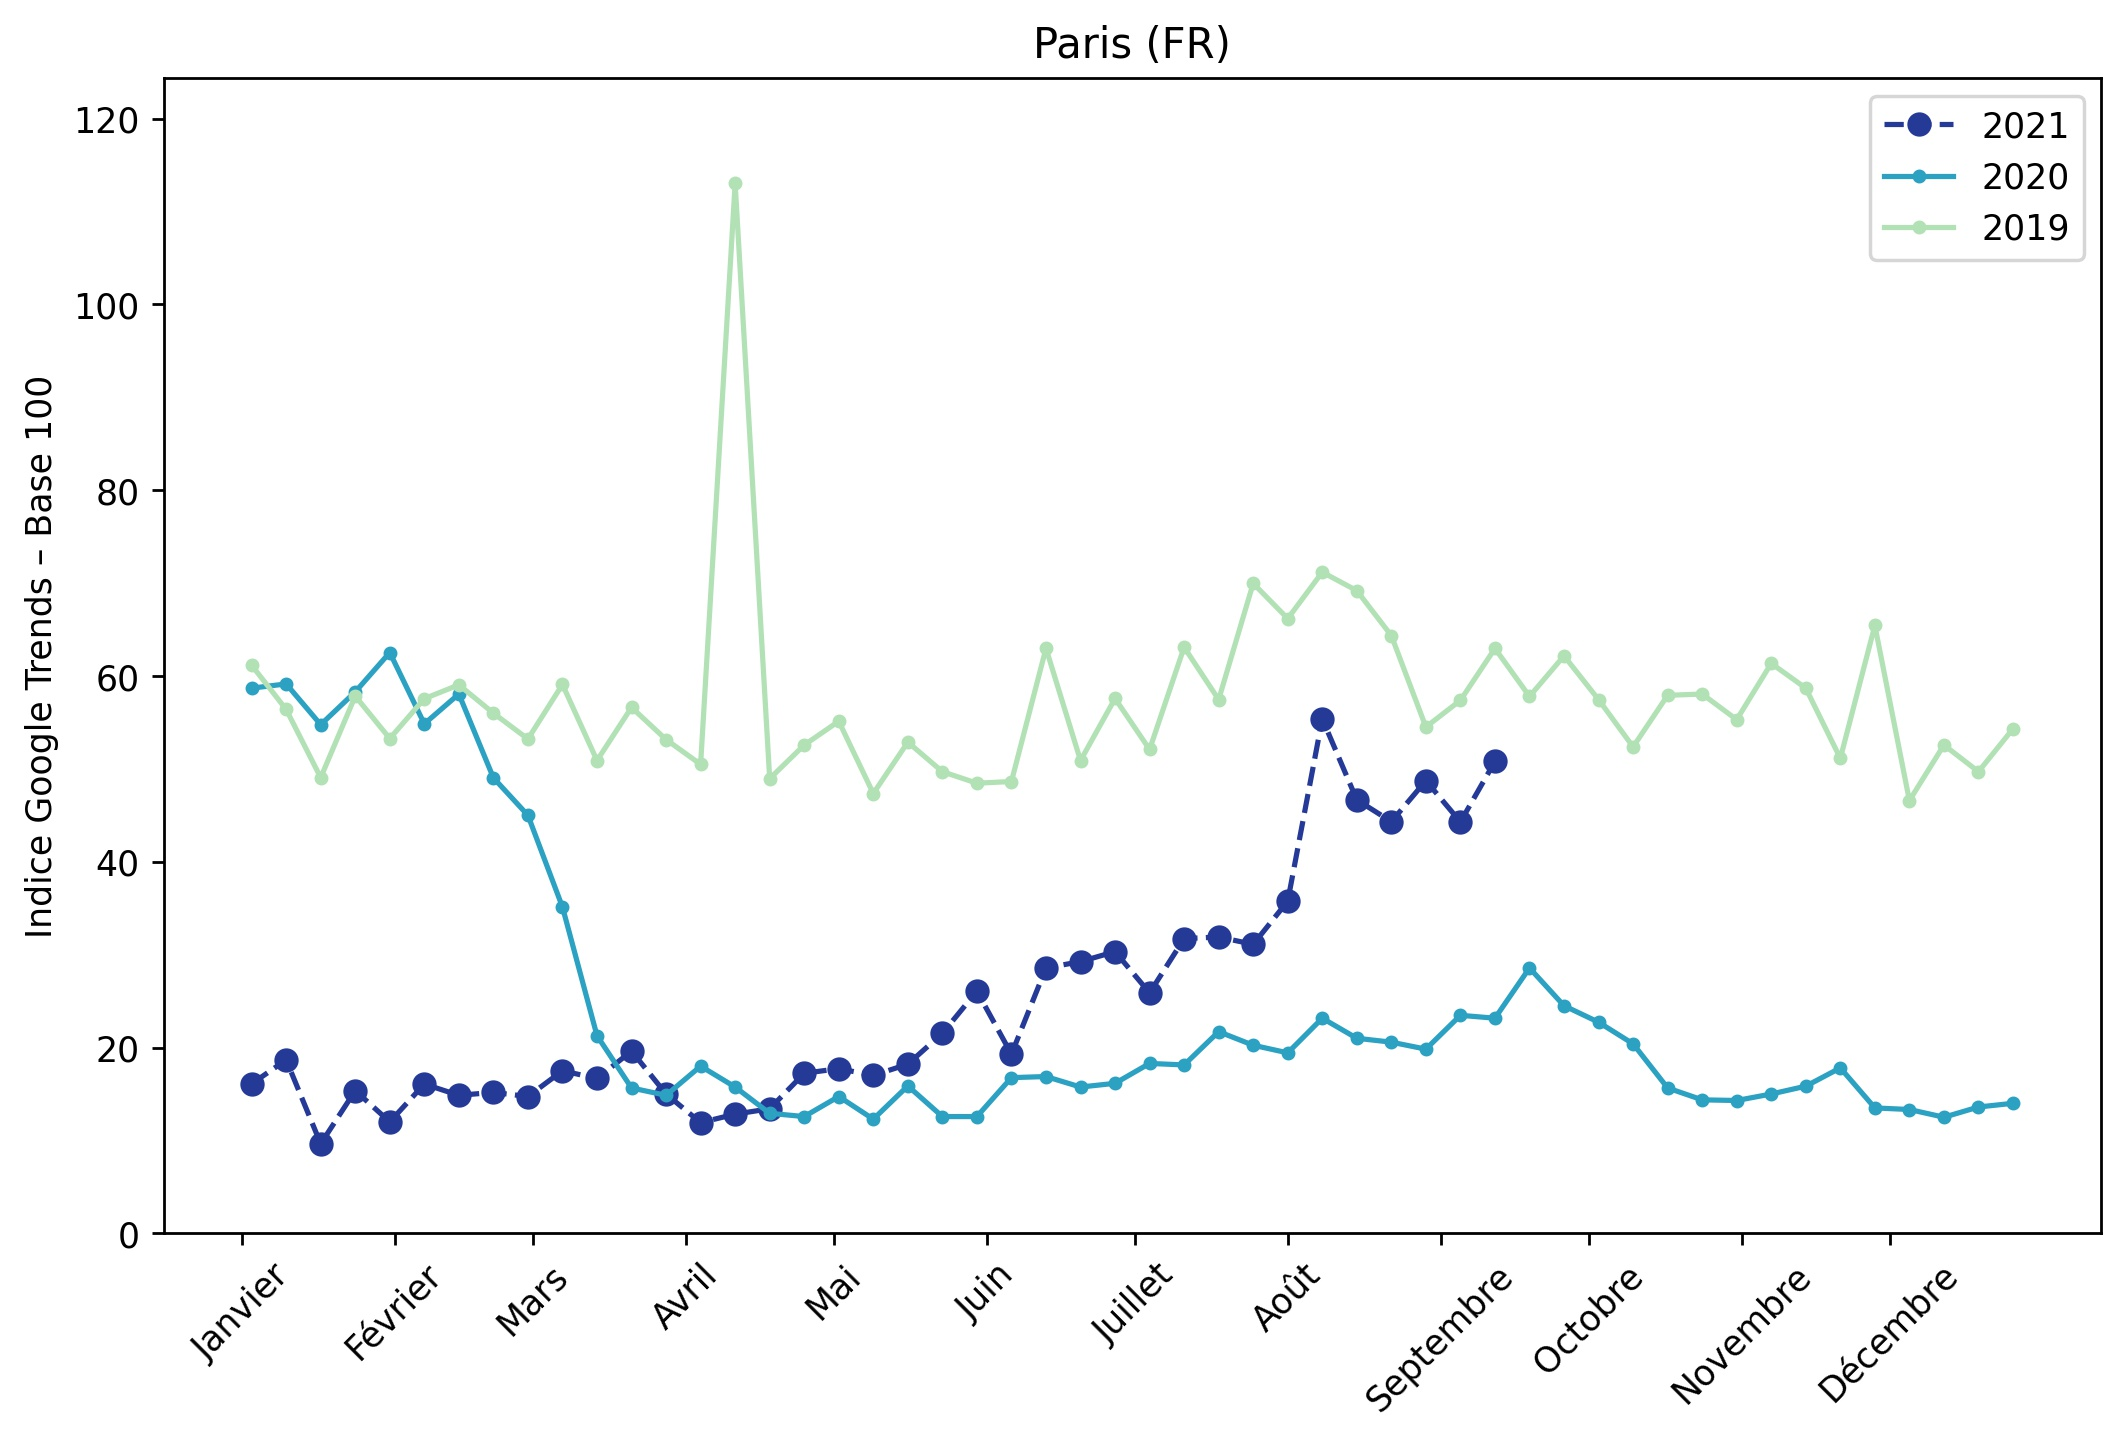 Paris (FR)
120
100
80
60
40
20
0
Indice Google Trends – Base 100
2021
2020
2019
Janvier
Février
Mars
Avril
Mai
Juin
Juillet
Août
Septembre
Octobre
Novembre
Décembre